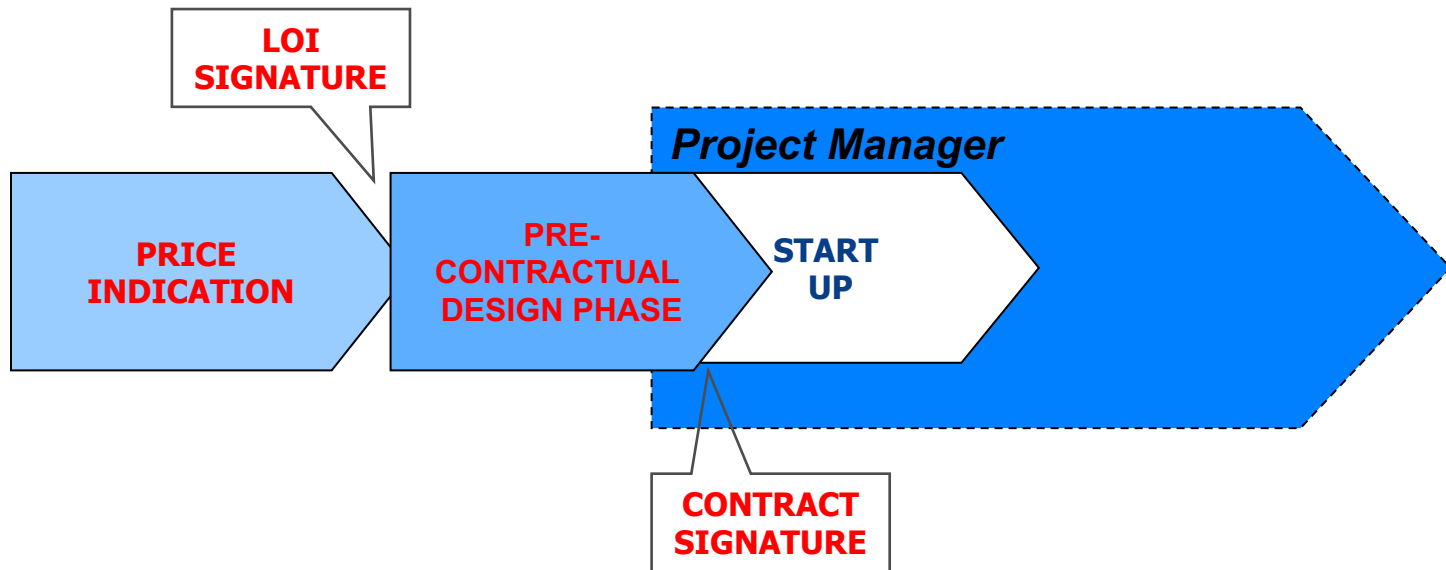 LOI
SIGNATURE
Project Manager
PRICE
INDICATION
PRE-
CONTRACTUAL
DESIGN PHASE
START
UP
CONTRACT
SIGNATURE